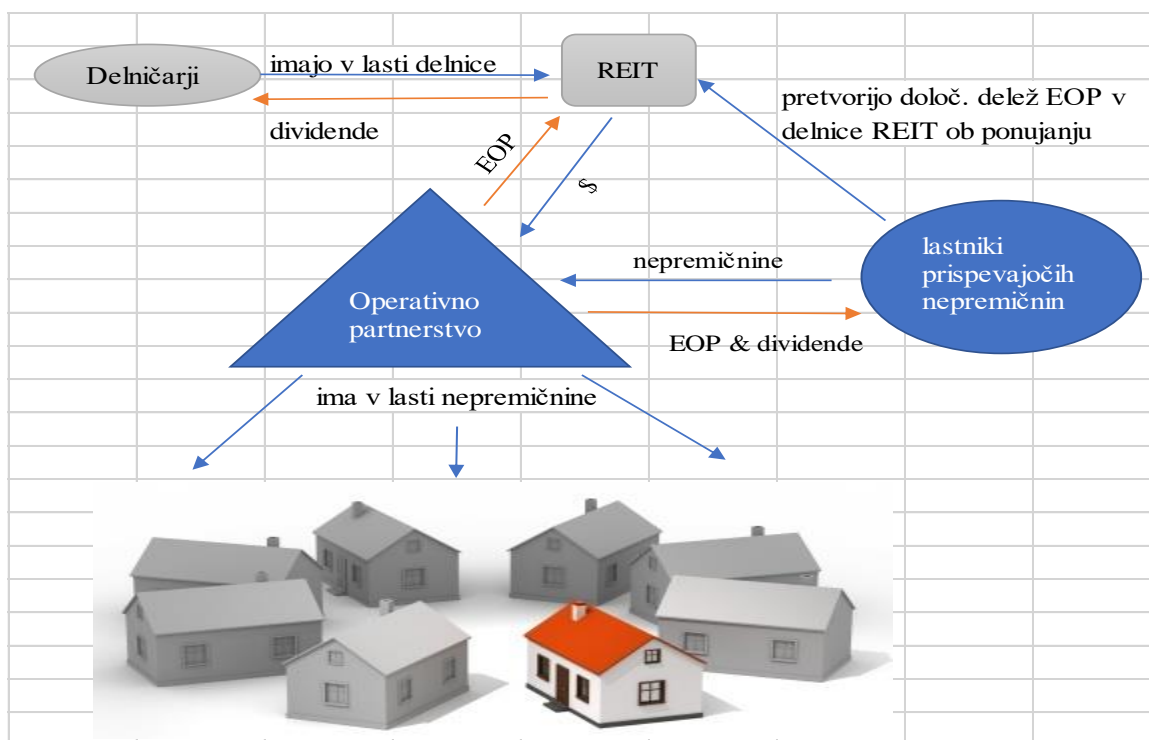 Delničarji
imajo v lasti delnice
REIT
dividende
pretvorijo določ. delež EOP v
delnice REIT ob ponujanju
EOP
$
nepremičnine
lastniki
prispevajočih
nepremičnin
Operativno
partnerstvo
EOP & dividende
ima v lasti nepremičnine